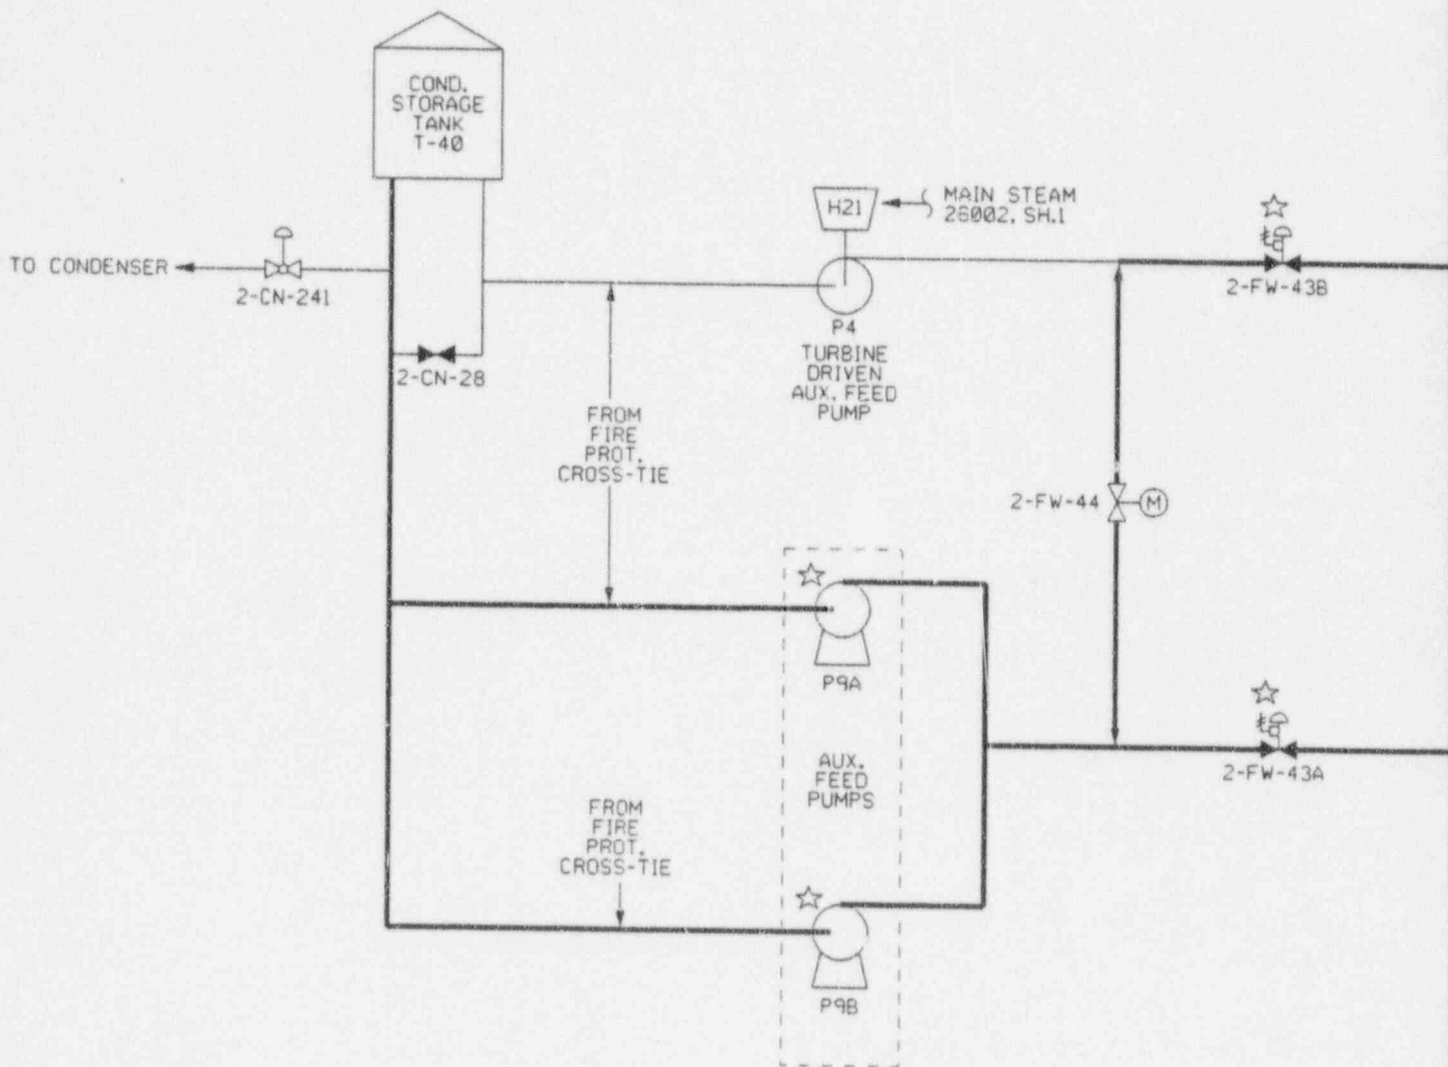 COND.
STORAGE
TANK
T-40
H21
MAIN STEAM
26002, SH.1
TO CONDENSER
2-CN-241
2-FW-43B
P4
TURBINE
DRIVEN
AUX. FEED
PUMP
2-CN-28
FROM
FIRE
PROT.
CROSS-TIE
2-FW-44
M
P9A
2-FW-43A
AUX.
FEED
PUMPS
FROM
FIRE
PROT.
CROSS-TIE
P9B